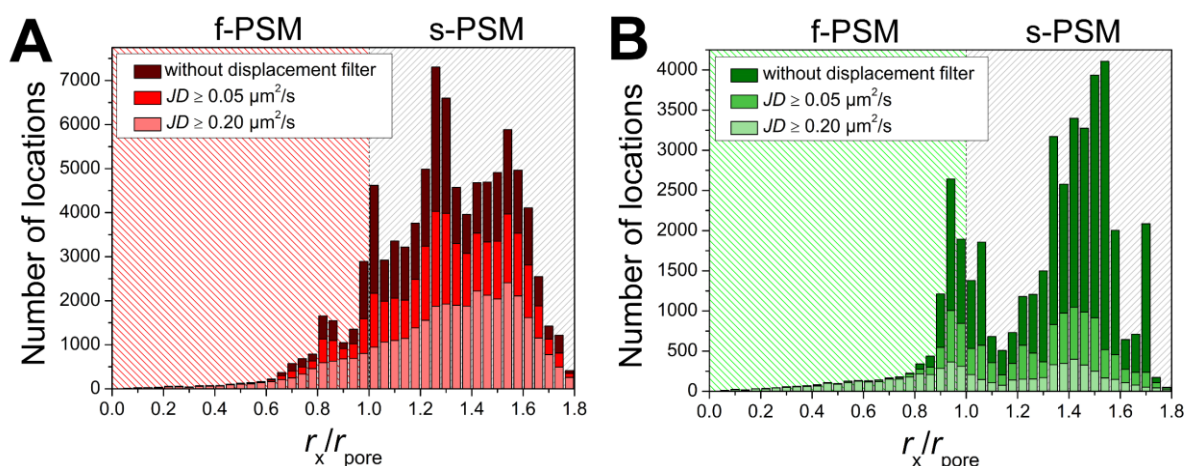 A
f-PSM s-PSM
without displacement filter
JD ≥ 0.05 µm²/s
JD ≥ 0.20 µm²/s
Number of locations
7000
6000
5000
4000
3000
2000
1000
0
0.0 0.2 0.4 0.6 0.8 1.0 1.2 1.4 1.6 1.8
rx/rpore
B
f-PSM s-PSM
without displacement filter
JD ≥ 0.05 µm²/s
JD ≥ 0.20 µm²/s
Number of locations
4000
3500
3000
2500
2000
1500
1000
500
0
0.0 0.2 0.4 0.6 0.8 1.0 1.2 1.4 1.6 1.8
rx/rpore